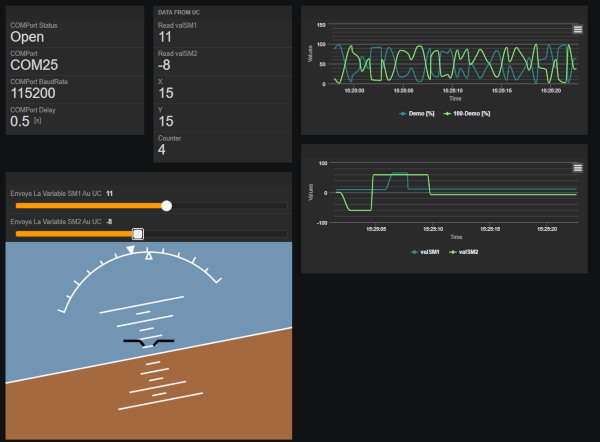 COMPort Status
Open
COMPort
COM25
COMPort BaudRate
115200
COMPort Delay
0.5 [s]
DATA FROM UC
Read valSM1
11
Read valSM2
-8
X
15
Y
15
Counter
4
Envoye La Variable SM1 Au UC 11
Envoye La Variable SM2 Au UC -8
150
100
50
0
Values
15:25:00 15:25:05 15:25:10 15:25:15 15:25:20
Time
Demo [%] 100-Demo [%]
100
0
-100
Values
15:25:05 15:25:10 15:25:15 15:25:20
Time
valSM1 valSM2